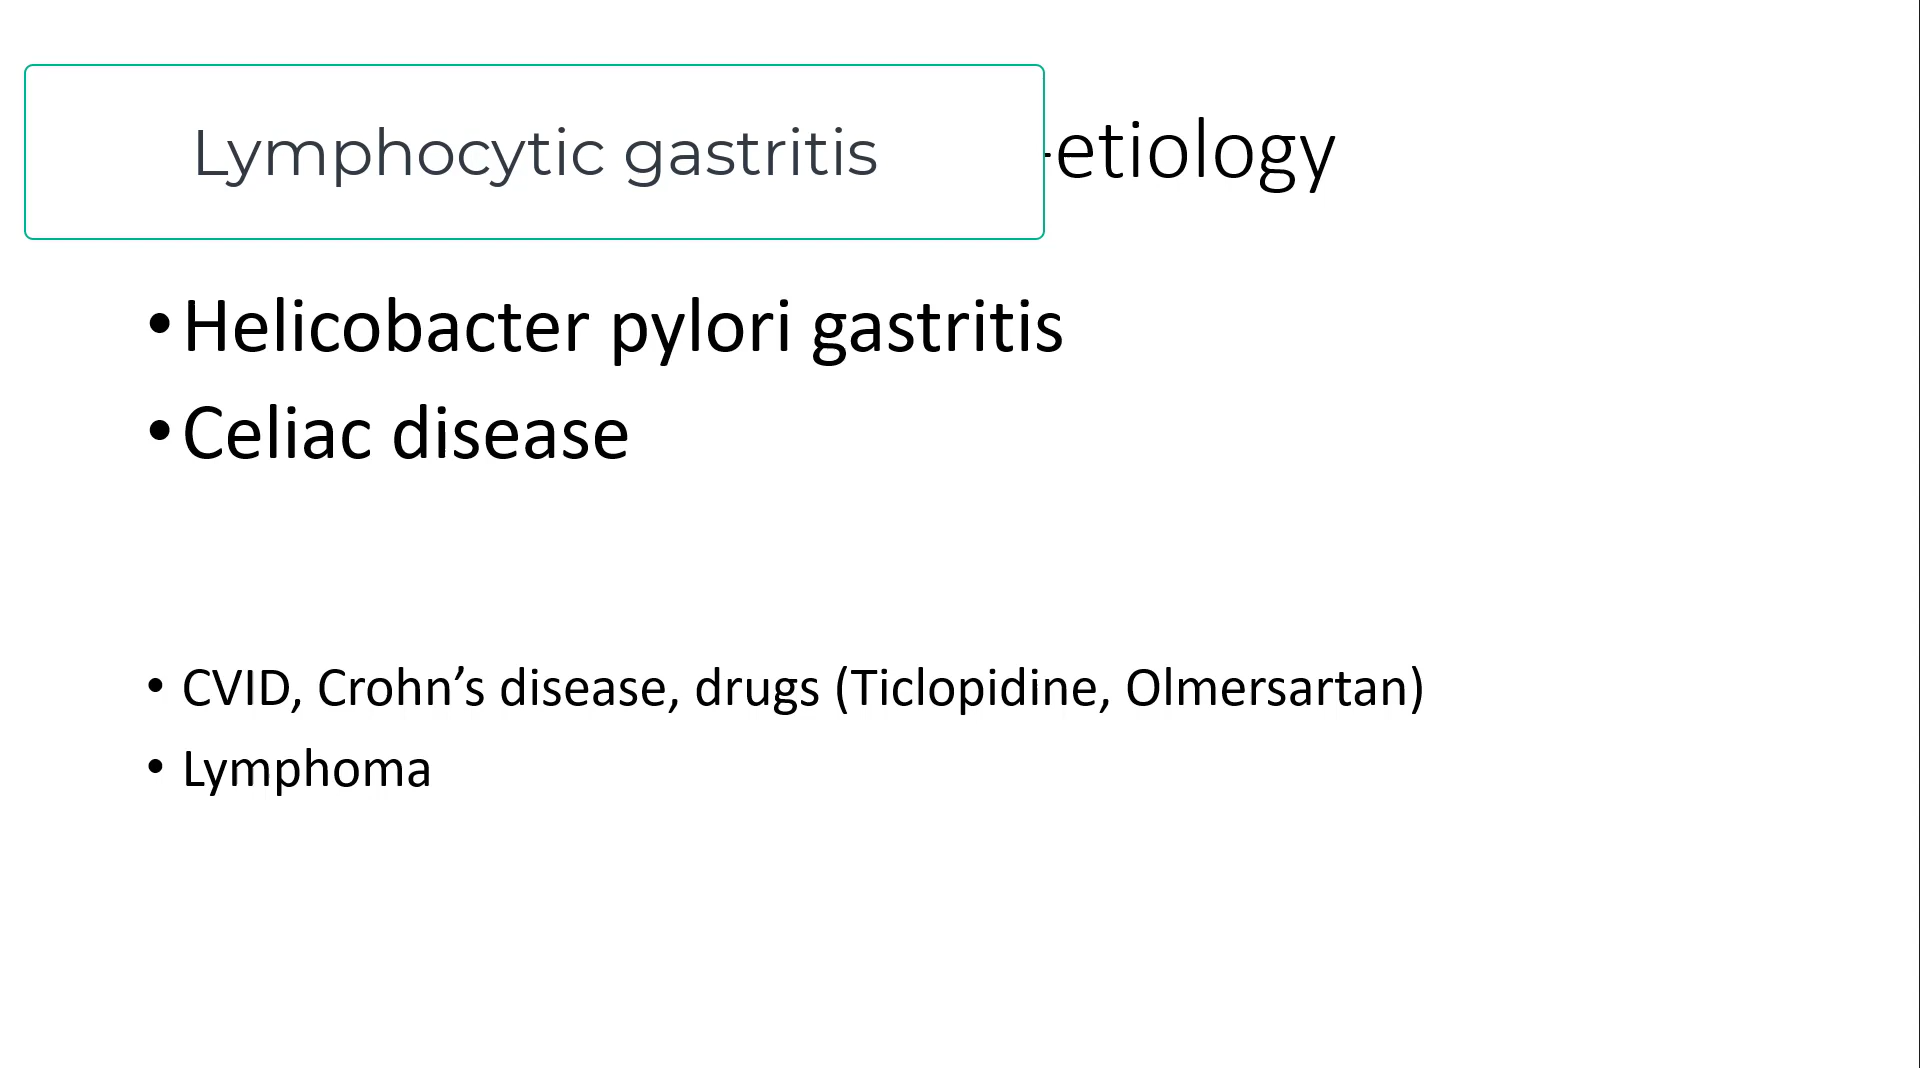 Lymphocytic gastritis -etiology
•Helicobacter pylori gastritis
•Celiac disease
• CVID, Crohn’s disease, drugs (Ticlopidine, Olmersartan)
• Lymphoma